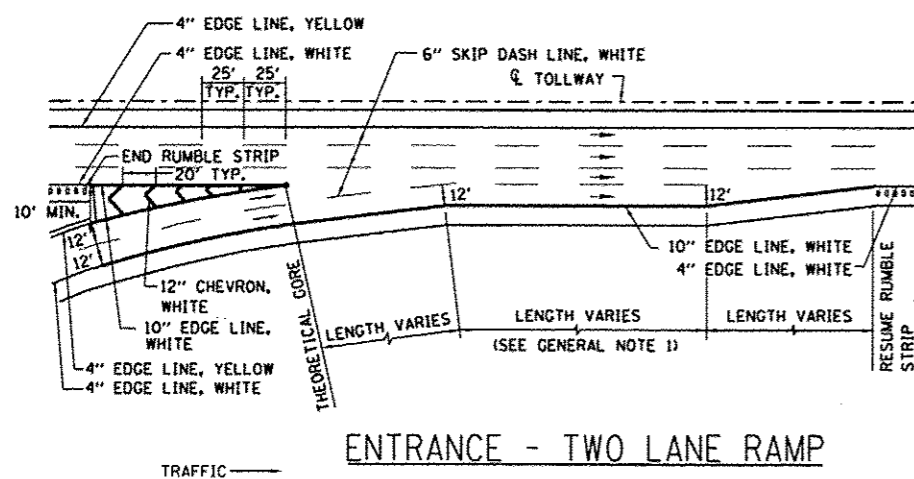 4" EDGE LINE, YELLOW
4" EDGE LINE, WHITE
6" SKIP DASH LINE, WHITE
25' 25'
TYP. TYP.
℄ TOLLWAY
END RUMBLE STRIP
20' TYP.
10' MIN.
12'
12'
12'
12'
10" EDGE LINE, WHITE
4" EDGE LINE, WHITE
12" CHEVRON,
WHITE
10" EDGE LINE,
WHITE
4" EDGE LINE, YELLOW
4" EDGE LINE, WHITE
THEORETICAL GORE
LENGTH VARIES
LENGTH VARIES
(SEE GENERAL NOTE 1)
LENGTH VARIES
RESUME RUMBLE
STRIP
ENTRANCE - TWO LANE RAMP
TRAFFIC